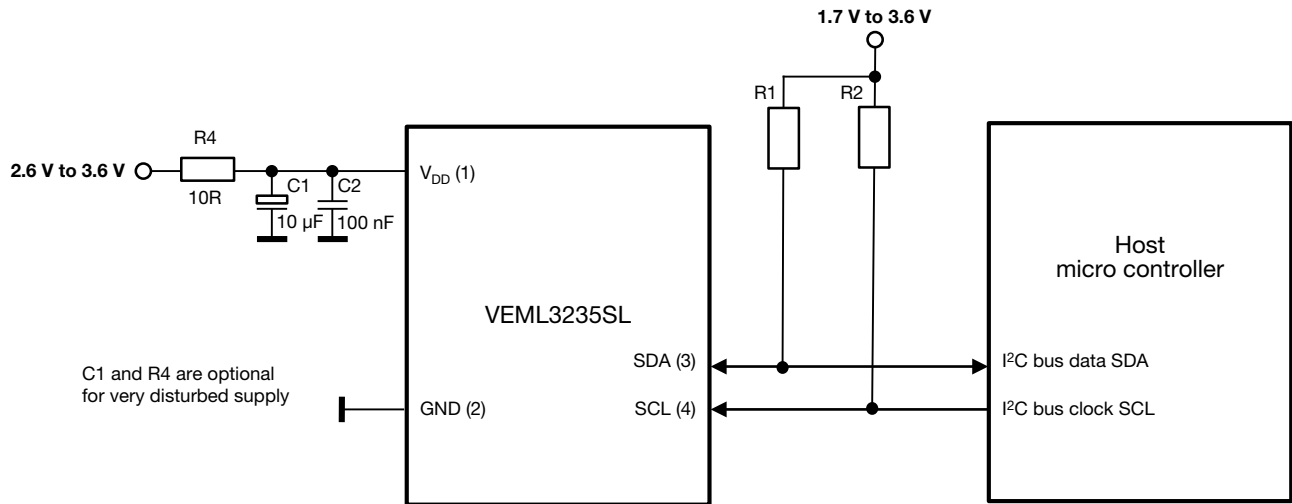 1.7 V to 3.6 V
R1
R2
R4
2.6 V to 3.6 V
10R
C1
C2
10 µF
100 nF
V_DD (1)
Host
micro controller
VEML3235SL
SDA (3)
I²C bus data SDA
C1 and R4 are optional
for very disturbed supply
GND (2)
SCL (4)
I²C bus clock SCL